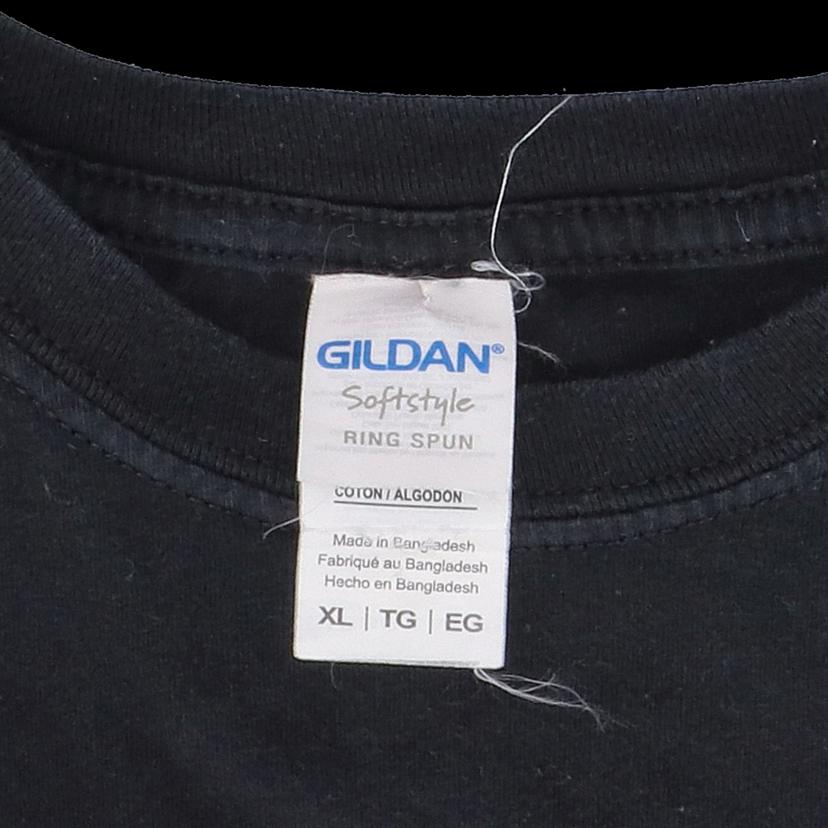 GILDAN®
Softstyle
RING SPUN
COTON / ALGODON
Made in Bangladesh
Fabriqué au Bangladesh
Hecho en Bangladesh
XL | TG | EG